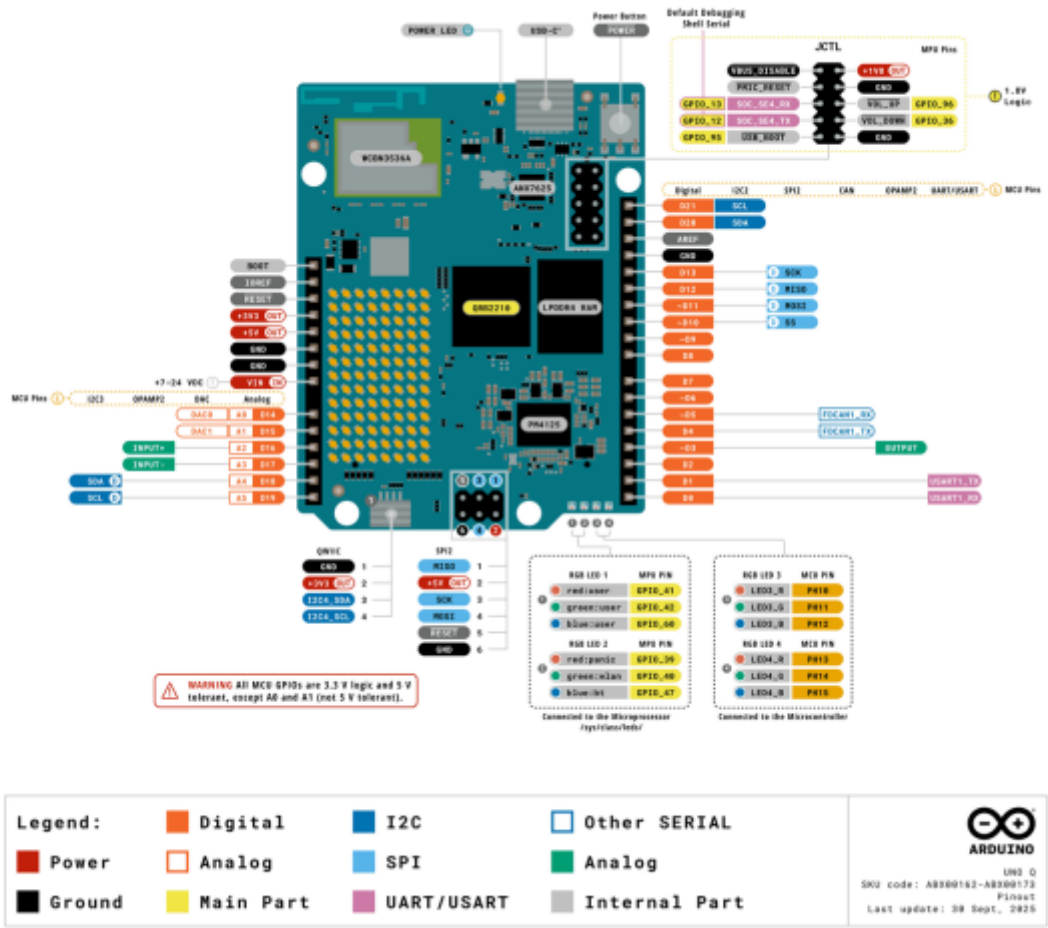 POWER LED
USB-C®
Power Button
POWER
Default Debugging
Shell Serial
JCTL
MPU Pins
VBUS_DISABLE
+1V8 OUT
PMIC_RESET
GND
GPIO_13 SOC_SE4_RX
VOL_UP GPIO_96
GPIO_12 SOC_SE4_TX
VOL_DOWN GPIO_36
USB_BOOT
GND
1.8V
Logic
WCBN3536A
ANX7625
QRB2210
LPDDR4 RAM
PM4125
Digital I2C2 SPI2 CAN OPAMP2 UART/USART MCU Pins
D21 SCL
D20 SDA
AREF
GND
D13 SCK
D12 MISO
~D11 MOSI
~D10 SS
~D9
D8
D7
~D6
~D5 FDCAN1_RX
D4 FDCAN1_TX
~D3 OUTPUT
D2
D1 USART1_TX
D0 USART1_RX
BOOT
IOREF
RESET
+3V3 OUT
+5V OUT
GND
GND
+7-24 VDC VIN IN
MCU Pins I2C3 OPAMP2 DAC Analog
DAC0 A0 D14
DAC1 A1 D15
INPUT+ A2 D16
INPUT- A3 D17
SDA A4 D18
SCL A5 D19
QWIIC
GND 1
+3V3 OUT 2
I2C4_SDA 3
I2C4_SCL 4
SPI2
MISO 1
+5V OUT 2
SCK 3
MOSI 4
RESET 5
GND 6
RGB LED 1 MPU PIN
red:user GPIO_41
green:user GPIO_42
blue:user GPIO_60
RGB LED 2 MPU PIN
red:panic GPIO_39
green:wlan GPIO_40
blue:bt GPIO_47
Connected to the Microprocessor
/sys/class/leds/
RGB LED 3 MCU PIN
LED3_R PH10
LED3_G PH11
LED3_B PH12
RGB LED 4 MCU PIN
LED4_R PH13
LED4_G PH14
LED4_B PH15
Connected to the Microcontroller
WARNING All MCU GPIOs are 3.3 V logic and 5 V
tolerant, except A0 and A1 (not 5 V tolerant).
Legend:
Digital
I2C
Other SERIAL
Power
Analog
SPI
Analog
Ground
Main Part
UART/USART
Internal Part
ARDUINO
UNO Q
SKU code: ABX00162-ABX00173
Pinout
Last update: 30 Sept, 2025